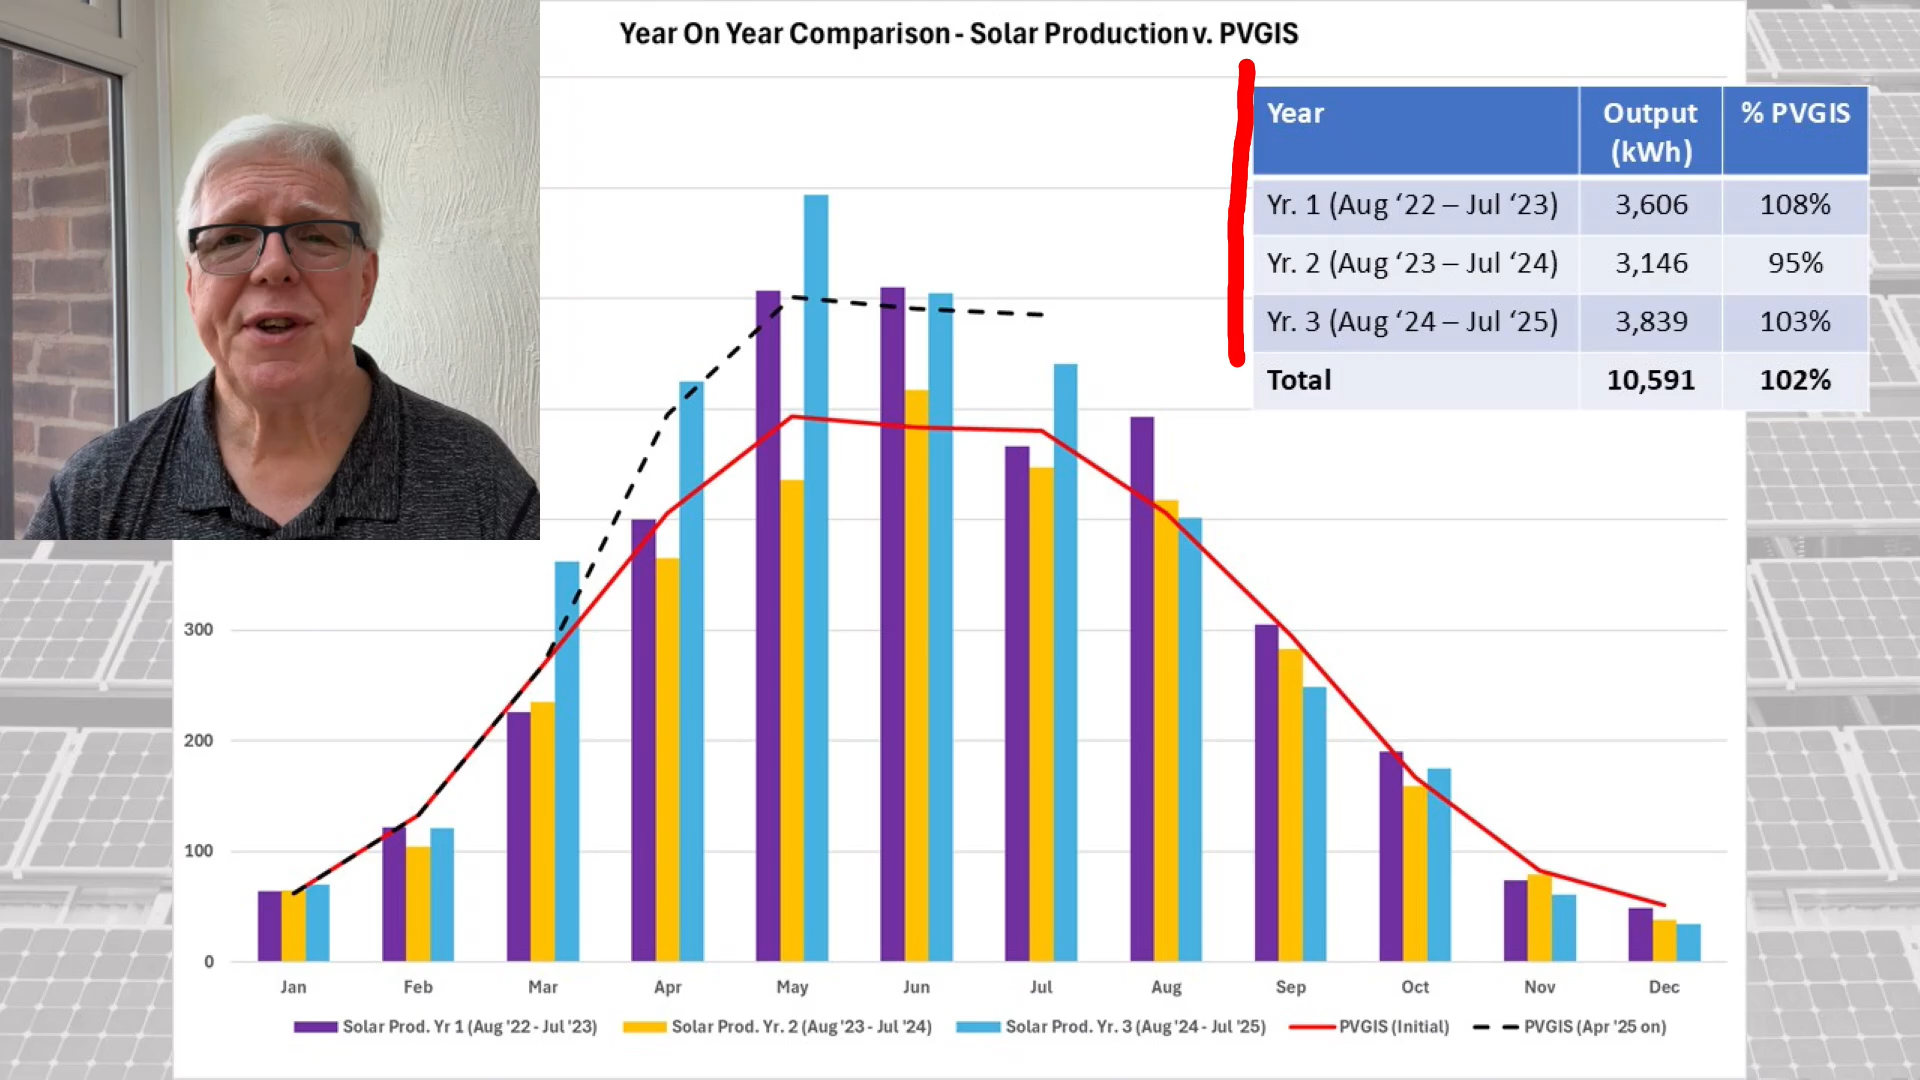 Year On Year Comparison - Solar Production v. PVGIS
Year Output (kWh) % PVGIS
Yr. 1 (Aug ‘22 – Jul ‘23) 3,606 108%
Yr. 2 (Aug ‘23 – Jul ‘24) 3,146 95%
Yr. 3 (Aug ‘24 – Jul ‘25) 3,839 103%
Total 10,591 102%
300
200
100
0
Jan Feb Mar Apr May Jun Jul Aug Sep Oct Nov Dec
Solar Prod. Yr 1 (Aug '22 - Jul '23) Solar Prod. Yr. 2 (Aug '23 - Jul '24) Solar Prod. Yr. 3 (Aug '24 - Jul '25) PVGIS (Initial) PVGIS (Apr '25 on)